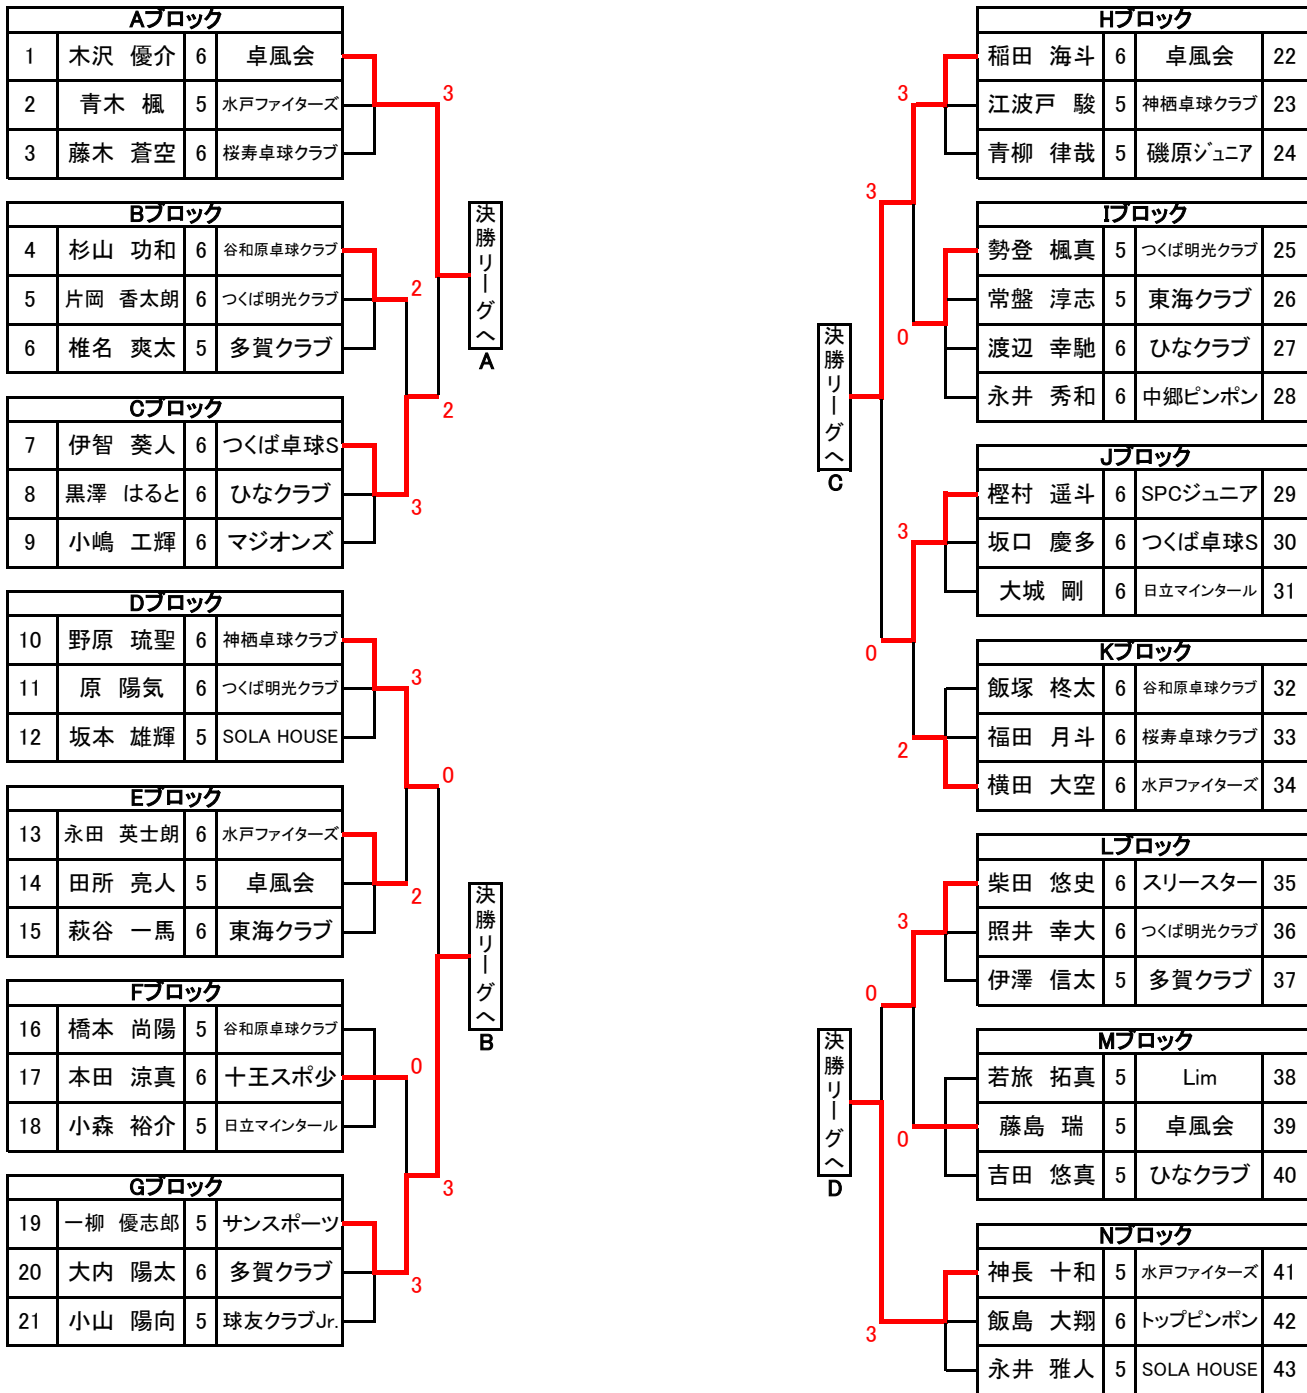 Aブロック
1 木沢 優介 6 卓風会
2 青木 楓 5 水戸ファイターズ
3 藤木 蒼空 6 桜寿卓球クラブ
3
Bブロック
4 杉山 功和 6 谷和原卓球クラブ
5 片岡 香太朗 6 つくば明光クラブ
6 椎名 爽太 5 多賀クラブ
2
決勝リーグへ
A
Cブロック
7 伊智 葵人 6 つくば卓球S
8 黒澤 はると 6 ひなクラブ
9 小嶋 工輝 6 マジオンズ
2
3
Dブロック
10 野原 琉聖 6 神栖卓球クラブ
11 原 陽気 6 つくば明光クラブ
12 坂本 雄輝 5 SOLA HOUSE
3
0
Eブロック
13 永田 英士朗 6 水戸ファイターズ
14 田所 亮人 5 卓風会
15 萩谷 一馬 6 東海クラブ
2
決勝リーグへ
B
Fブロック
16 橋本 尚陽 5 谷和原卓球クラブ
17 本田 涼真 6 十王スポ少
18 小森 裕介 5 日立マインタール
0
3
Gブロック
19 一柳 優志郎 5 サンスポーツ
20 大内 陽太 6 多賀クラブ
21 小山 陽向 5 球友クラブJr.
3
Hブロック
稲田 海斗 6 卓風会 22
江波戸 駿 5 神栖卓球クラブ 23
青柳 律哉 5 磯原ジュニア 24
3
3
Iブロック
勢登 楓真 5 つくば明光クラブ 25
常盤 淳志 5 東海クラブ 26
渡辺 幸馳 6 ひなクラブ 27
永井 秀和 6 中郷ピンポン 28
0
決勝リーグへ
C
Jブロック
樫村 遥斗 6 SPCジュニア 29
坂口 慶多 6 つくば卓球S 30
大城 剛 6 日立マインタール 31
3
0
Kブロック
飯塚 柊太 6 谷和原卓球クラブ 32
福田 月斗 6 桜寿卓球クラブ 33
横田 大空 6 水戸ファイターズ 34
2
Lブロック
柴田 悠史 6 スリースター 35
照井 幸大 6 つくば明光クラブ 36
伊澤 信太 5 多賀クラブ 37
3
0
Mブロック
若旅 拓真 5 Lim 38
藤島 瑞 5 卓風会 39
吉田 悠真 5 ひなクラブ 40
0
決勝リーグへ
D
Nブロック
神長 十和 5 水戸ファイターズ 41
飯島 大翔 6 トップピンポン 42
永井 雅人 5 SOLA HOUSE 43
3